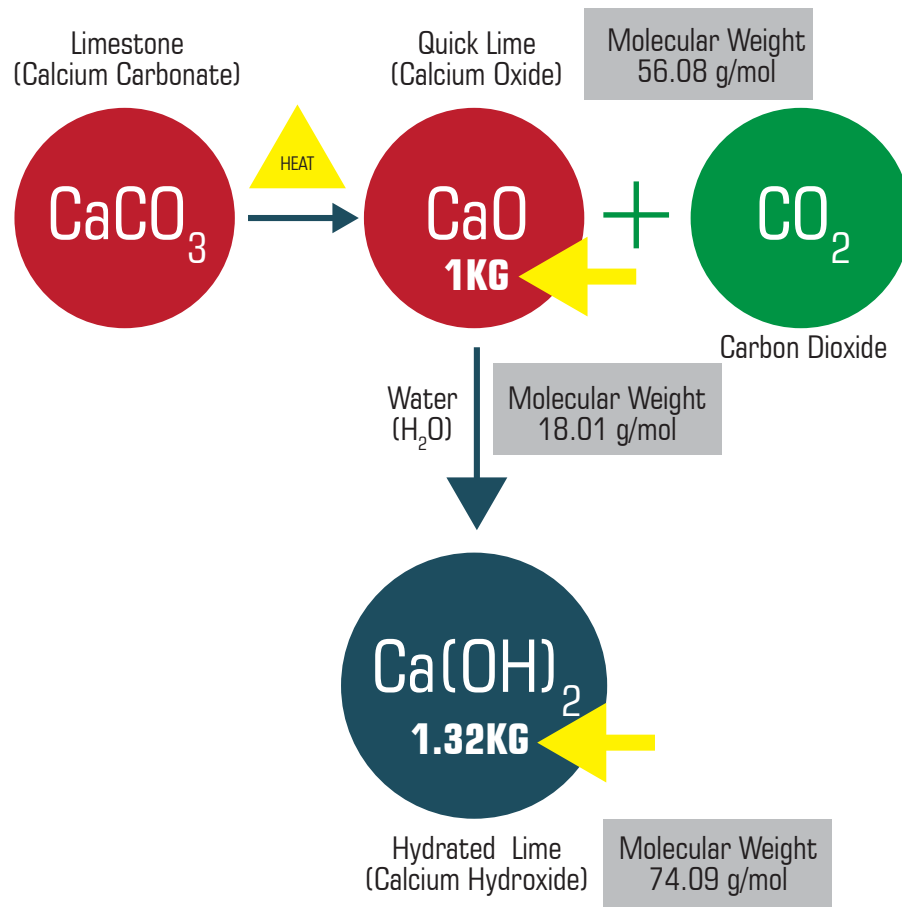 Limestone
(Calcium Carbonate)
Quick Lime
(Calcium Oxide)
Molecular Weight
56.08 g/mol
CaCO₃
HEAT
CaO
1KG
+
CO₂
Carbon Dioxide
Water
(H₂O)
Molecular Weight
18.01 g/mol
Ca(OH)₂
1.32KG
Hydrated Lime
(Calcium Hydroxide)
Molecular Weight
74.09 g/mol